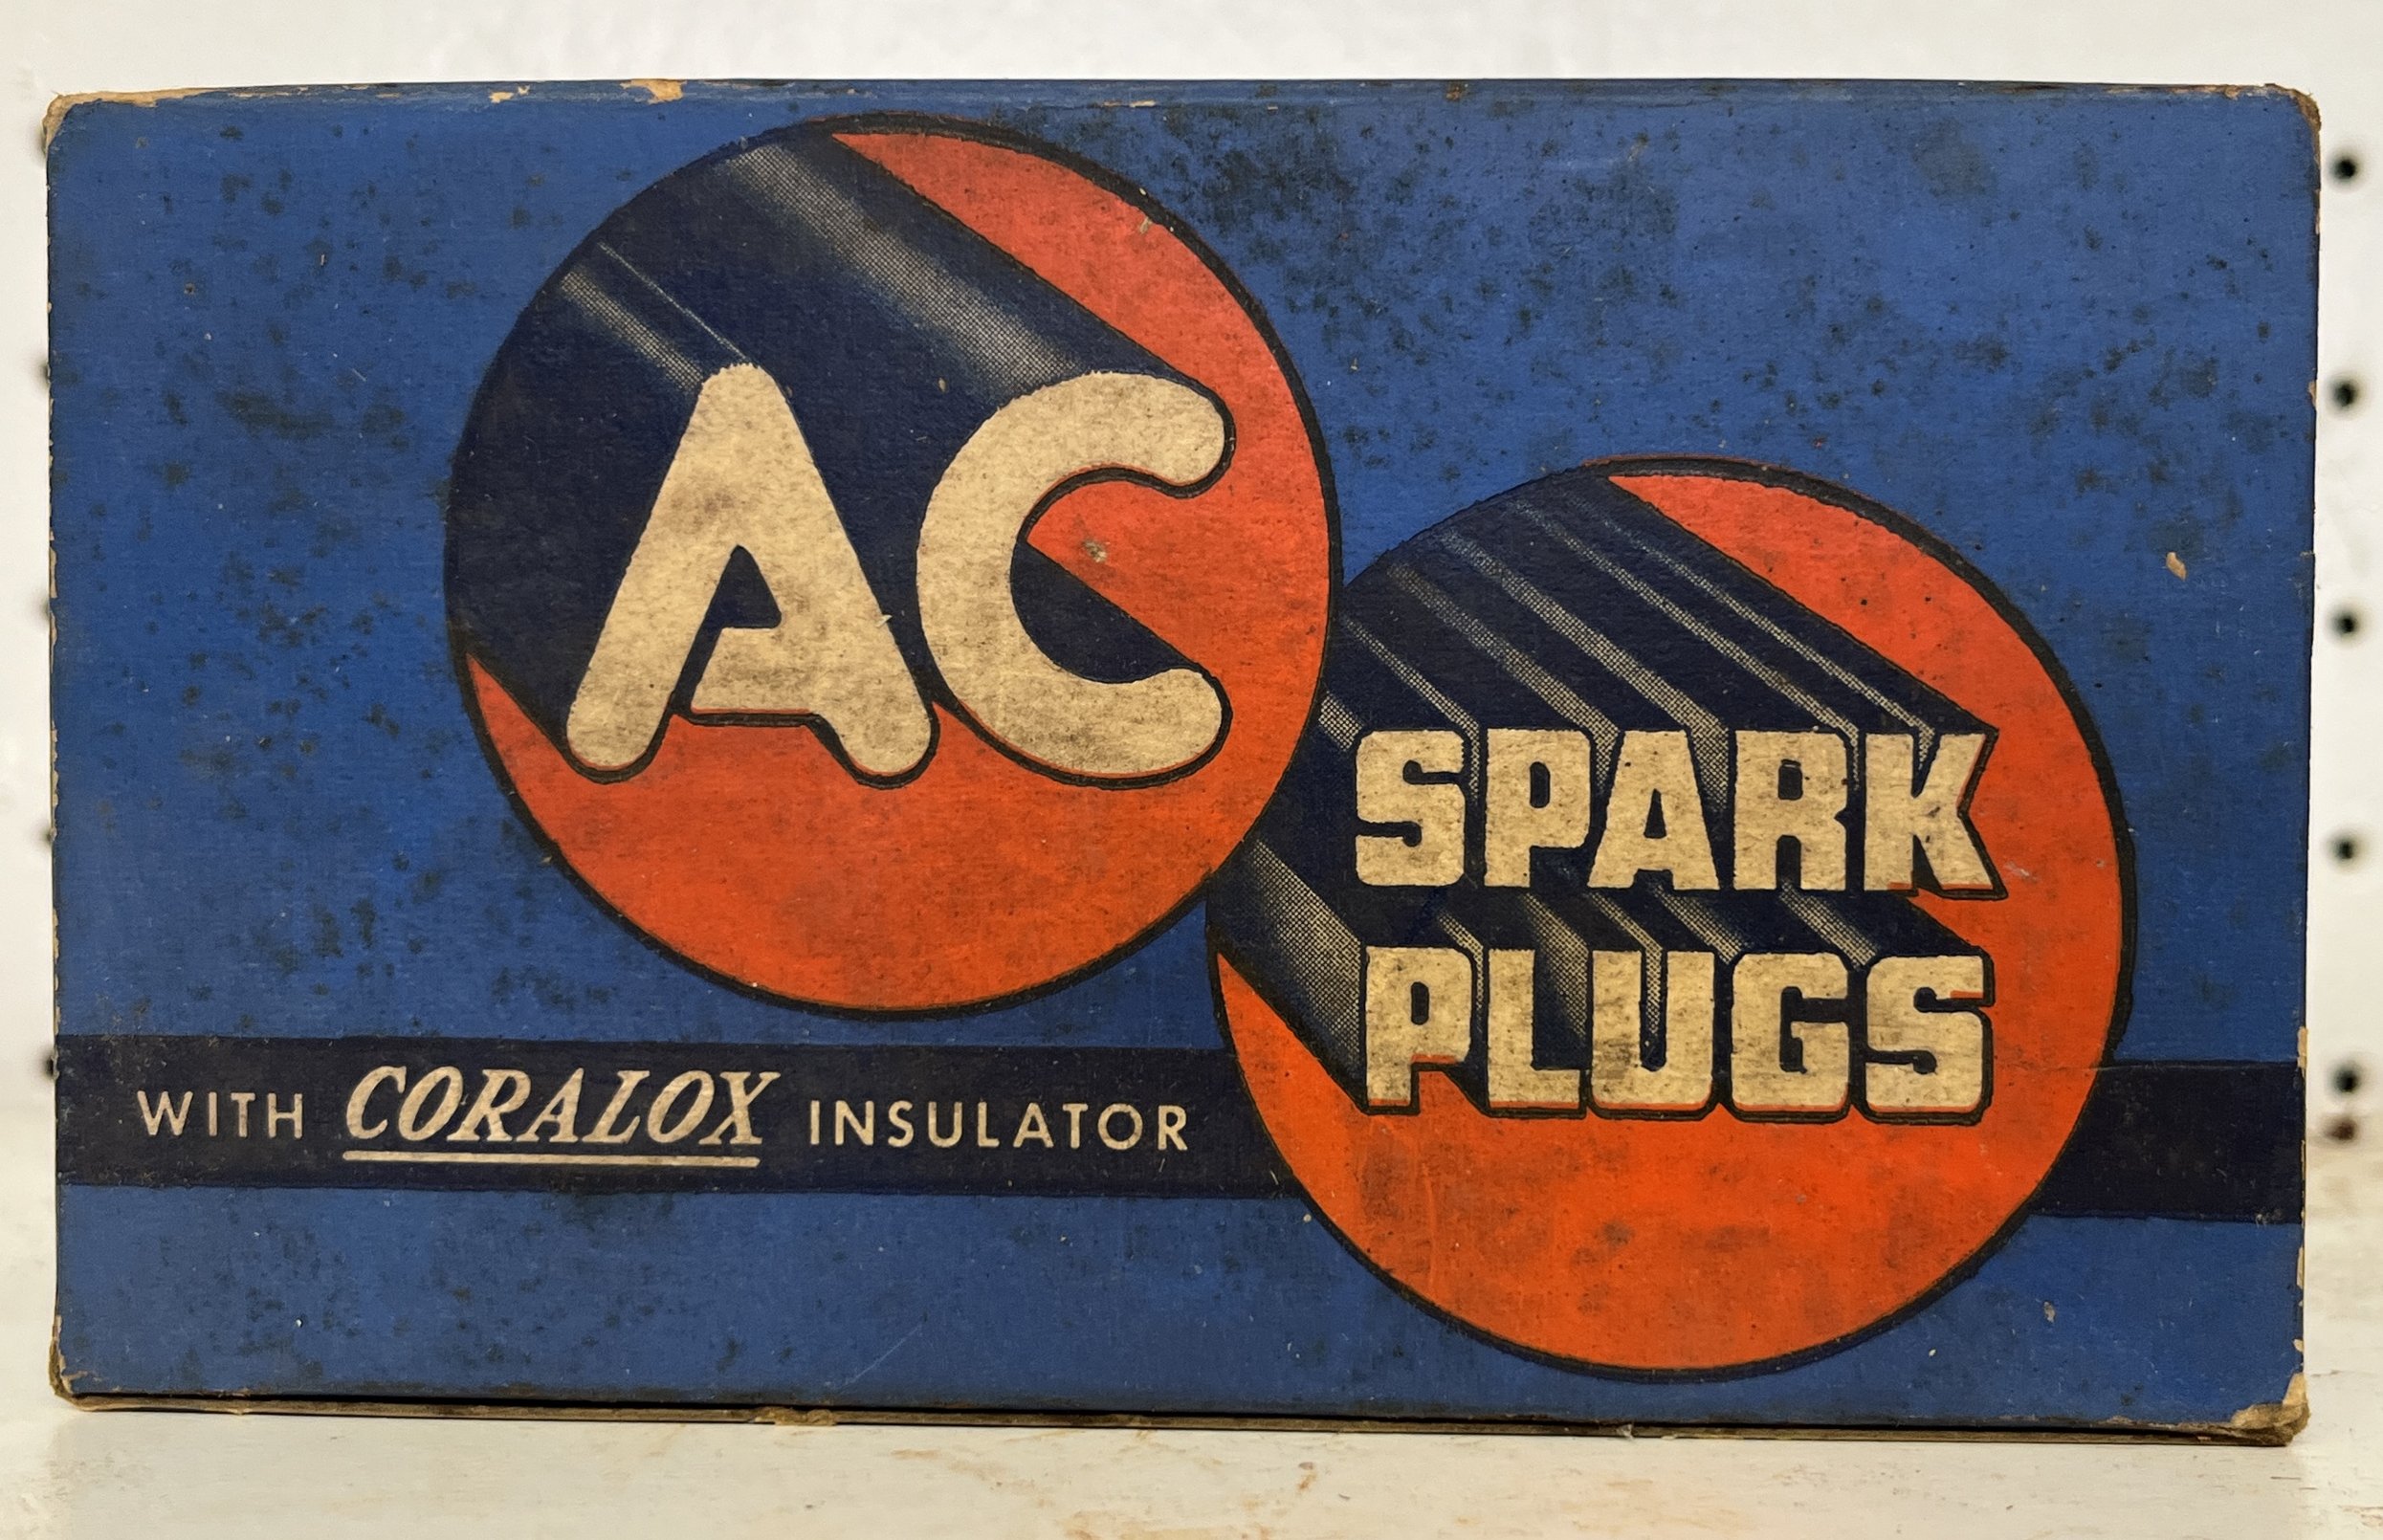 AC
SPARK
PLUGS
WITH CORALOX INSULATOR